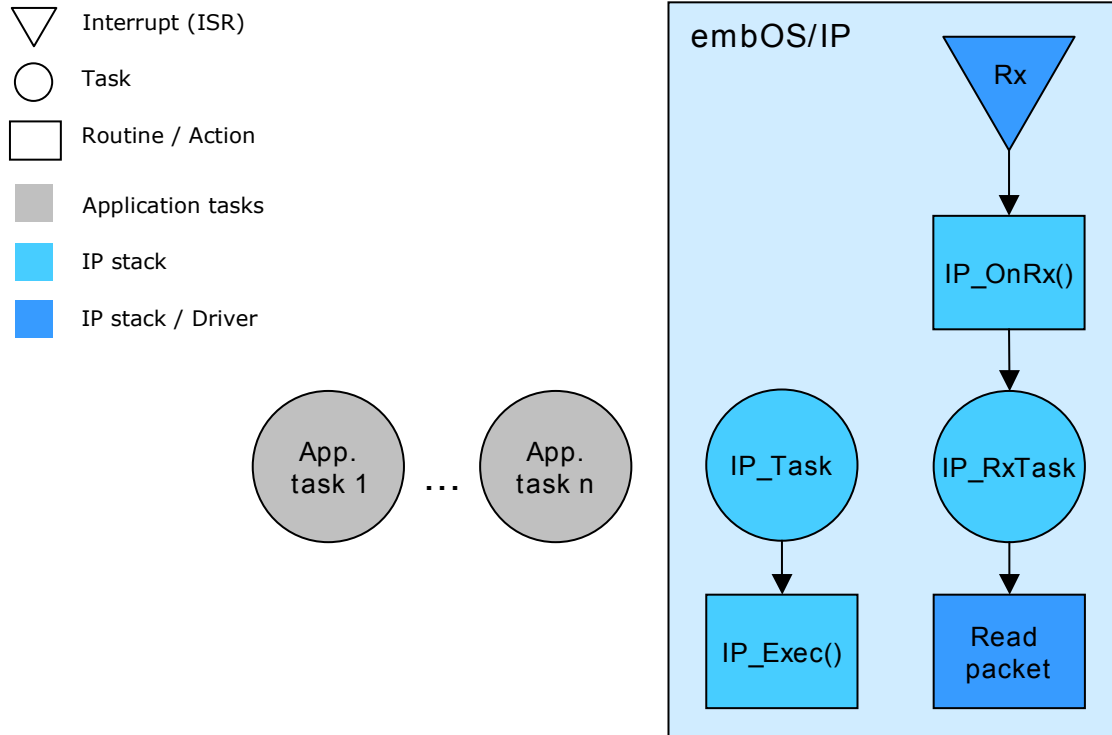 Interrupt (ISR)
Task
Routine / Action
Application tasks
IP stack
IP stack / Driver
embOS/IP
Rx
IP_OnRx()
App.
task 1
...
App.
task n
IP_Task
IP_RxTask
IP_Exec()
Read
packet